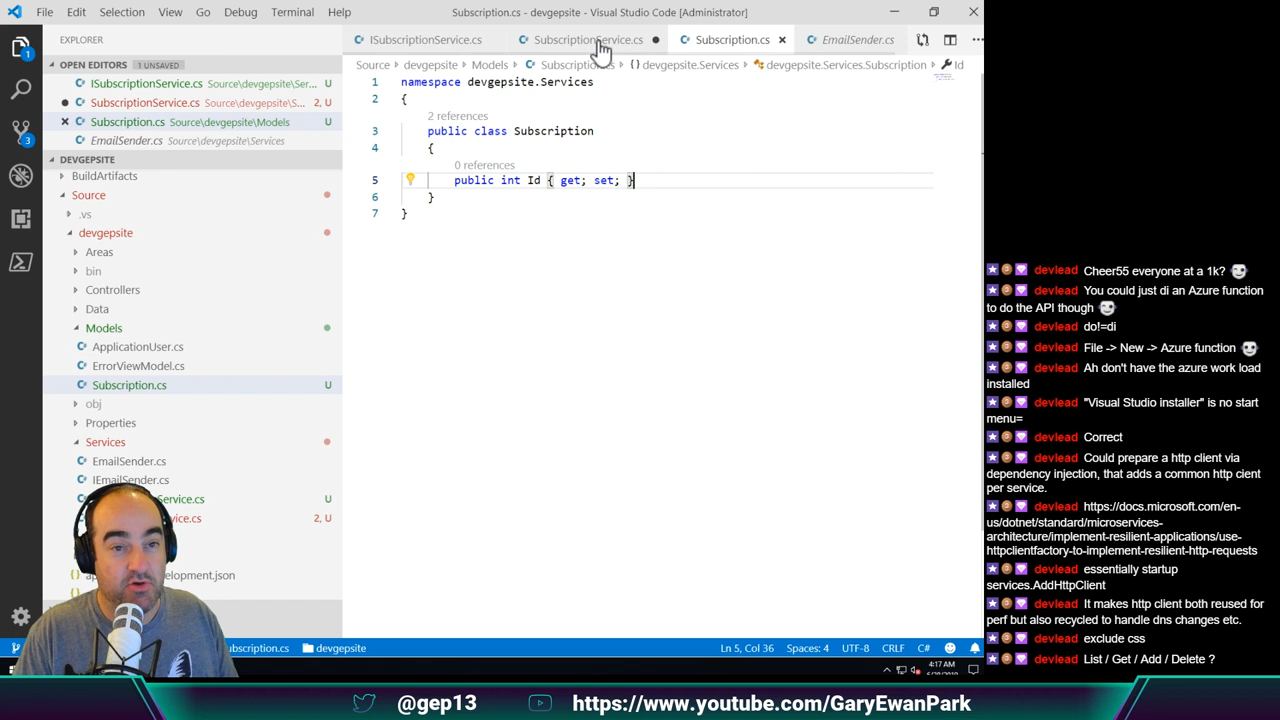 File Edit Selection View Go Debug Terminal Help
Subscription.cs - devgepsite - Visual Studio Code [Administrator]
EXPLORER
OPEN EDITORS 1 UNSAVED
ISubscriptionService.cs Source\devgepsite\Ser... U
SubscriptionService.cs Source\devgepsite\S... 2, U
Subscription.cs Source\devgepsite\Models U
EmailSender.cs Source\devgepsite\Services
DEVGEPSITE
BuildArtifacts
Source
.vs
devgepsite
Areas
bin
Controllers
Data
Models
ApplicationUser.cs
ErrorViewModel.cs
Subscription.cs U
obj
Properties
Services
EmailSender.cs
IEmailSender.cs
Service.cs U
vice.cs 2, U
lopment.json
ISubscriptionService.cs SubscriptionService.cs Subscription.cs EmailSender.cs
Source devgepsite Models {} devgepsite.Services devgepsite.Services.Subscription Id
1 namespace devgepsite.Services
2 {
2 references
3 public class Subscription
4 {
0 references
5 public int Id { get; set; }
6 }
7 }
ubscription.cs devgepsite Ln 5, Col 36 Spaces: 4 UTF-8 CRLF C#
4:17 AM
devlead Cheer55 everyone at a 1k?
devlead You could just di an Azure function
to do the API though
devlead do!=di
devlead File -> New -> Azure function
devlead Ah don't have the azure work load
installed
devlead "Visual Studio installer" is no start
menu=
devlead Correct
devlead Could prepare a http client via
dependency injection, that adds a common http cient
per service.
devlead https://docs.microsoft.com/en-
us/dotnet/standard/microservices-
architecture/implement-resilient-applications/use-
httpclientfactory-to-implement-resilient-http-requests
devlead essentially startup
services.AddHttpClient
devlead It makes http client both reused for
perf but also recycled to handle dns changes etc.
devlead exclude css
devlead List / Get / Add / Delete ?
@gep13 https://www.youtube.com/GaryEwanPark